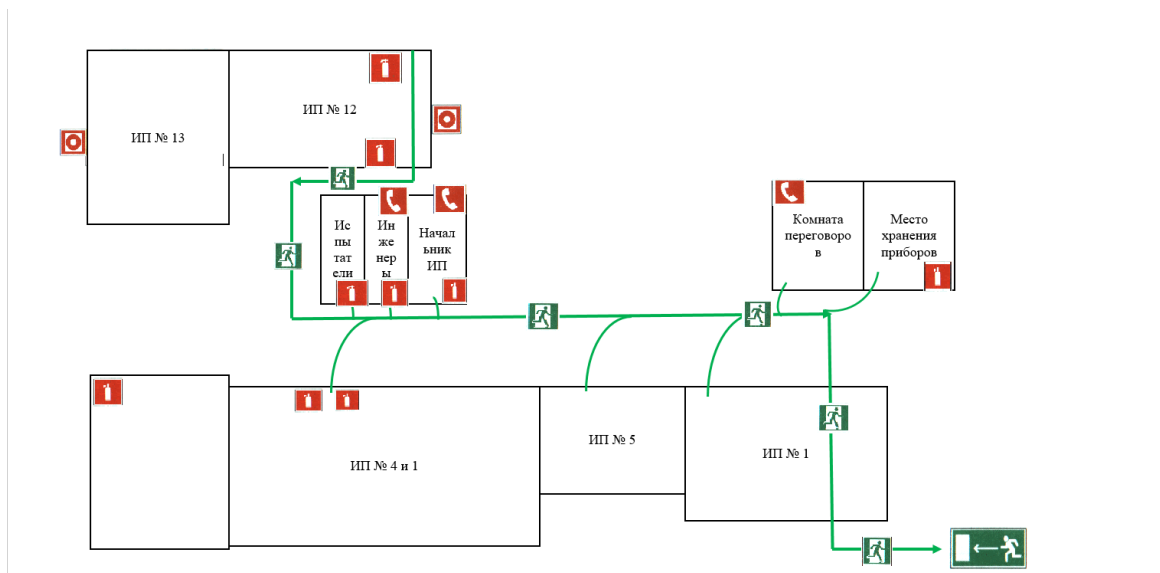 ИП № 13
ИП № 12
Ис
пы
тат
ели
Ин
же
нер
ы
Начал
ьник
ИП
Комната
переговоро
в
Место
хранения
приборов
ИП № 4 и 1
ИП № 5
ИП № 1